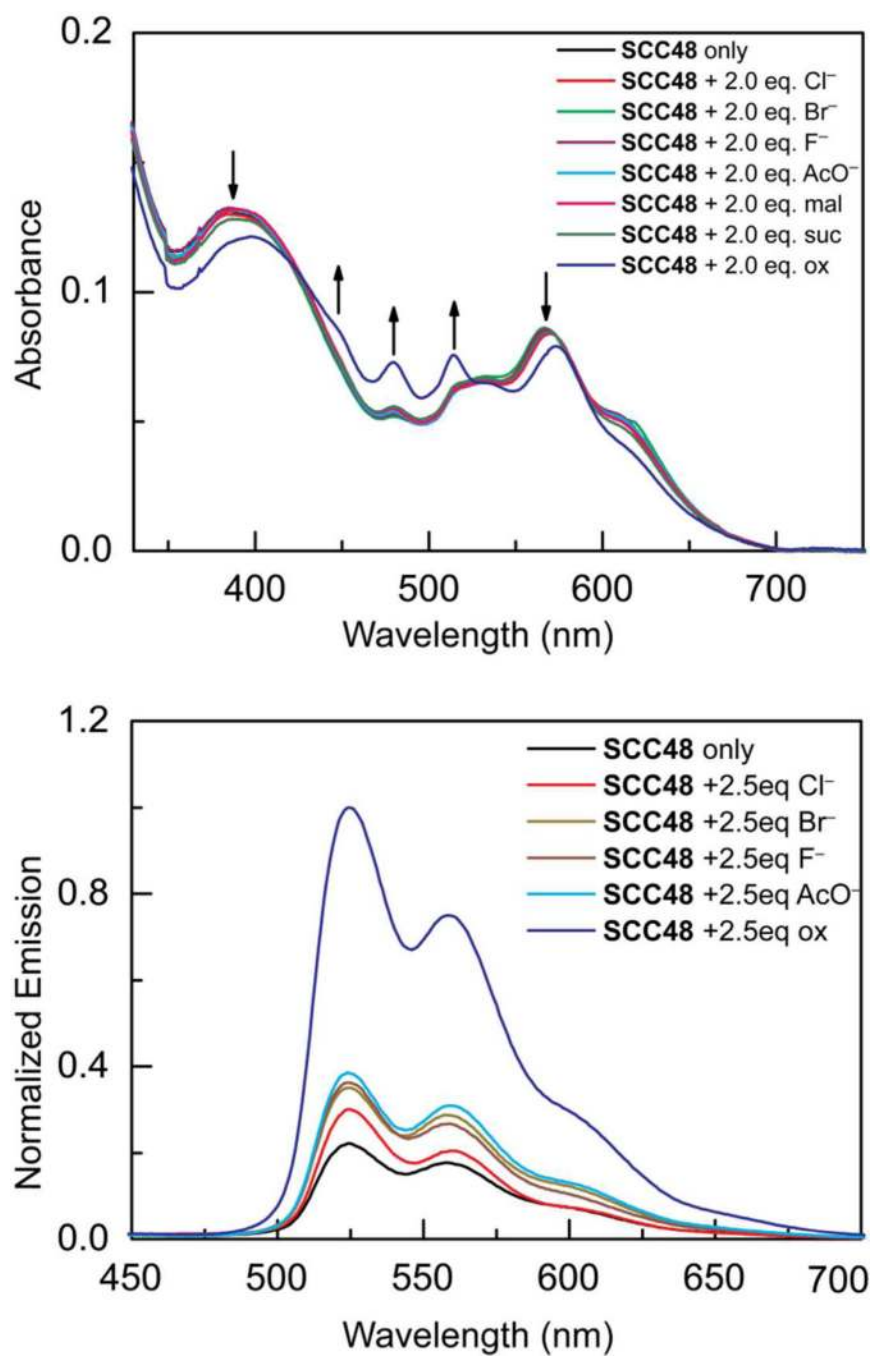 0.2
SCC48 only
SCC48 + 2.0 eq. Cl⁻
SCC48 + 2.0 eq. Br⁻
SCC48 + 2.0 eq. F⁻
SCC48 + 2.0 eq. AcO⁻
SCC48 + 2.0 eq. mal
SCC48 + 2.0 eq. suc
SCC48 + 2.0 eq. ox
Absorbance
0.1
0.0
400 500 600 700
Wavelength (nm)
1.2
SCC48 only
SCC48 +2.5eq Cl⁻
SCC48 +2.5eq Br⁻
SCC48 +2.5eq F⁻
SCC48 +2.5eq AcO⁻
SCC48 +2.5eq ox
Normalized Emission
0.8
0.4
0.0
450 500 550 600 650 700
Wavelength (nm)